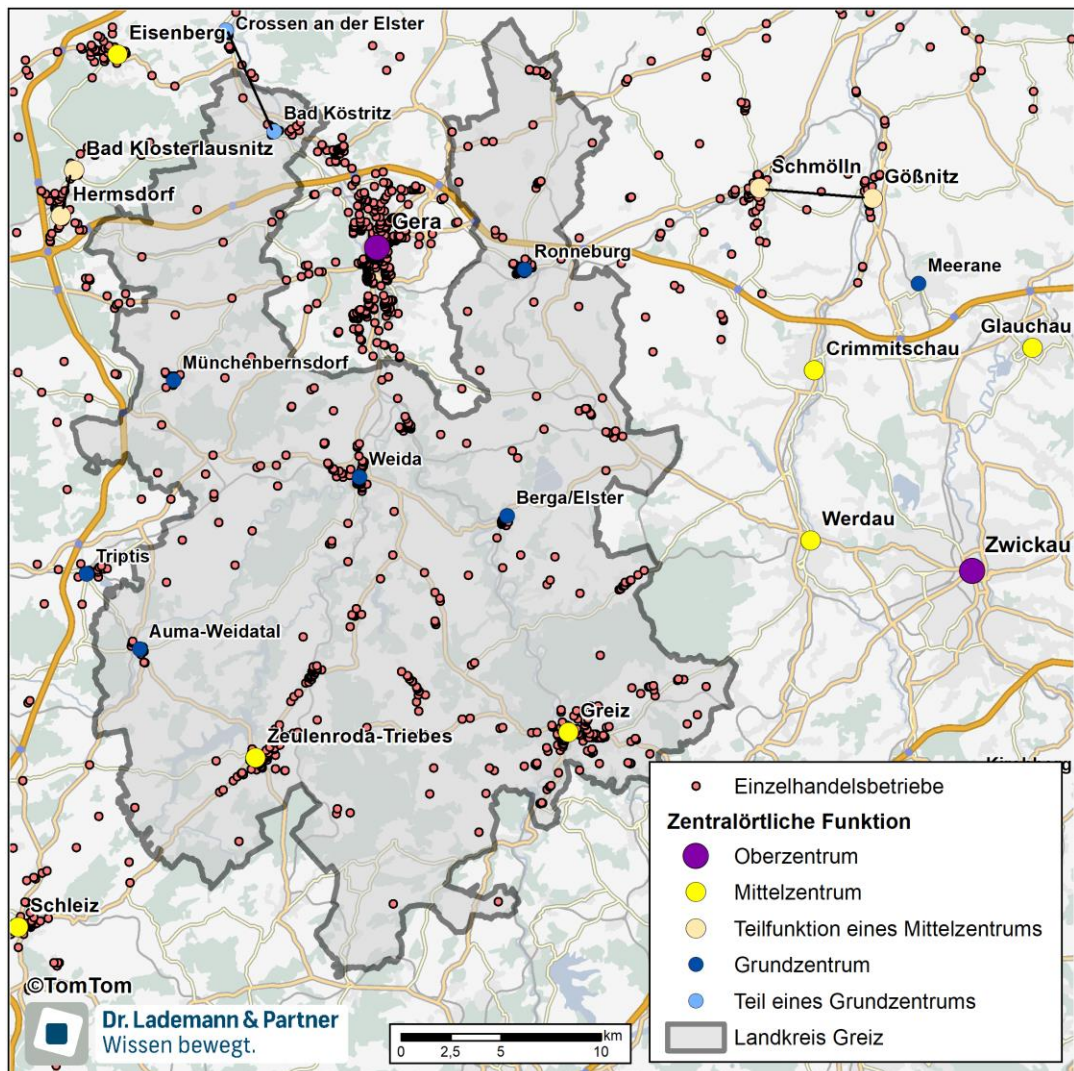 Crossen an der Elster
Eisenberg
Bad Köstritz
Bad Klosterlausnitz
Hermsdorf
Schmölln
Gößnitz
Gera
Ronneburg
Meerane
Glauchau
Crimmitschau
Münchenbernsdorf
Weida
Berga/Elster
Werdau
Zwickau
Triptis
Auma-Weidatal
Greiz
Zeulenroda-Triebes
Schleiz
©TomTom
Dr. Lademann & Partner
Wissen bewegt.
km
0 2,5 5 10
Einzelhandelsbetriebe
Zentralörtliche Funktion
Oberzentrum
Mittelzentrum
Teilfunktion eines Mittelzentrums
Grundzentrum
Teil eines Grundzentrums
Landkreis Greiz